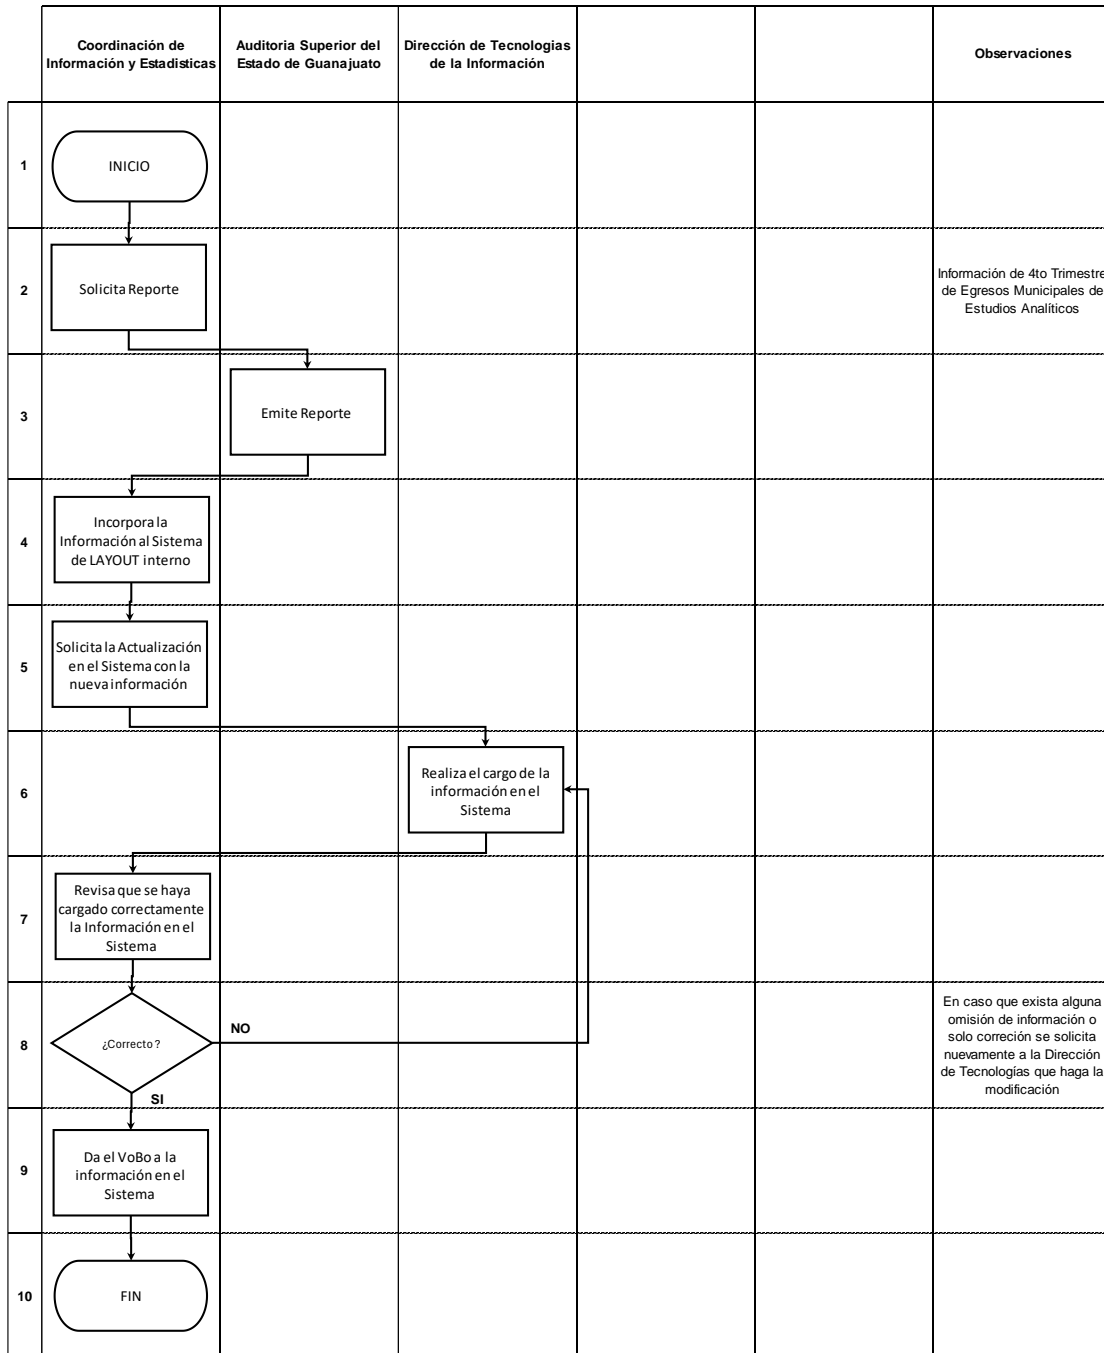 Coordinación de
Información y Estadisticas
Auditoria Superior del
Estado de Guanajuato
Dirección de Tecnologias
de la Información
Observaciones
1
INICIO
2
Solicita Reporte
Información de 4to Trimestre
de Egresos Municipales de
Estudios Analíticos
3
Emite Reporte
4
Incorpora la
Información al Sistema
de LAYOUT interno
5
Solicita la Actualización
en el Sistema con la
nueva información
6
Realiza el cargo de la
información en el
Sistema
7
Revisa que se haya
cargado correctamente
la Información en el
Sistema
8
¿Correcto?
NO
SI
En caso que exista alguna
omisión de información o
solo correción se solicita
nuevamente a la Dirección
de Tecnologías que haga la
modificación
9
Da el VoBo a la
información en el
Sistema
10
FIN